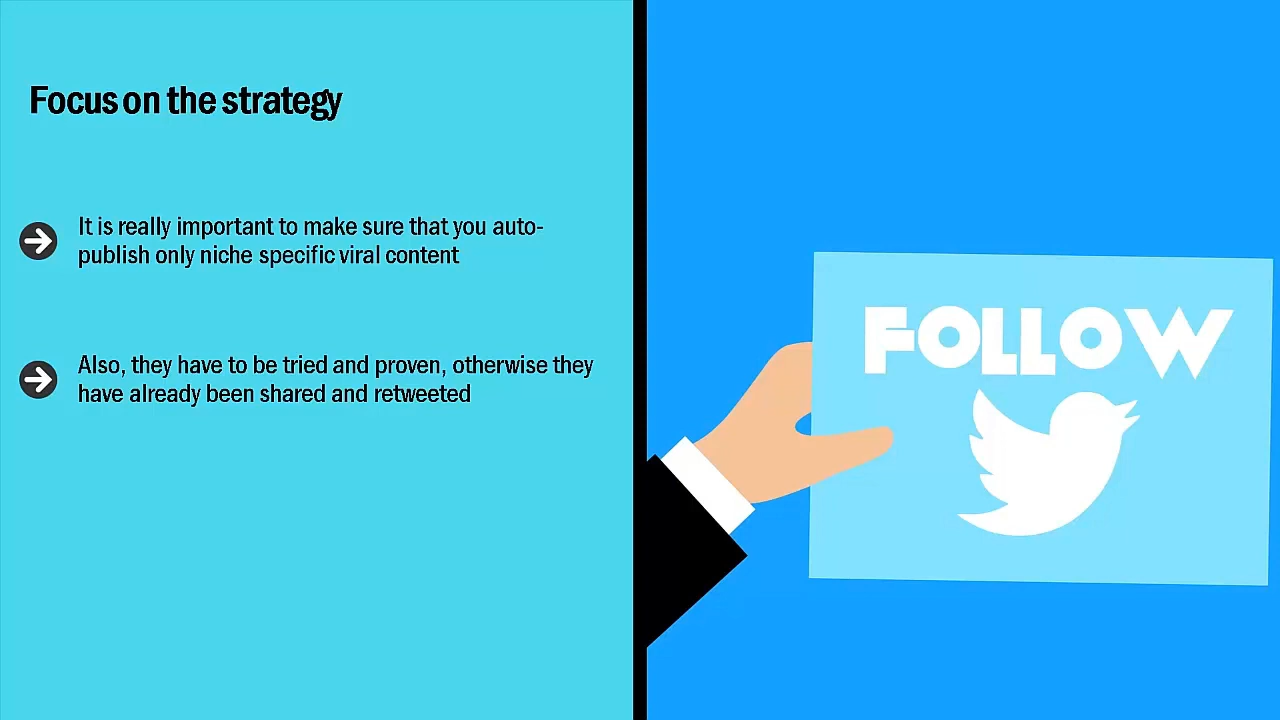 Focus on the strategy
It is really important to make sure that you auto-
publish only niche specific viral content
Also, they have to be tried and proven, otherwise they
have already been shared and retweeted
FOLLOW